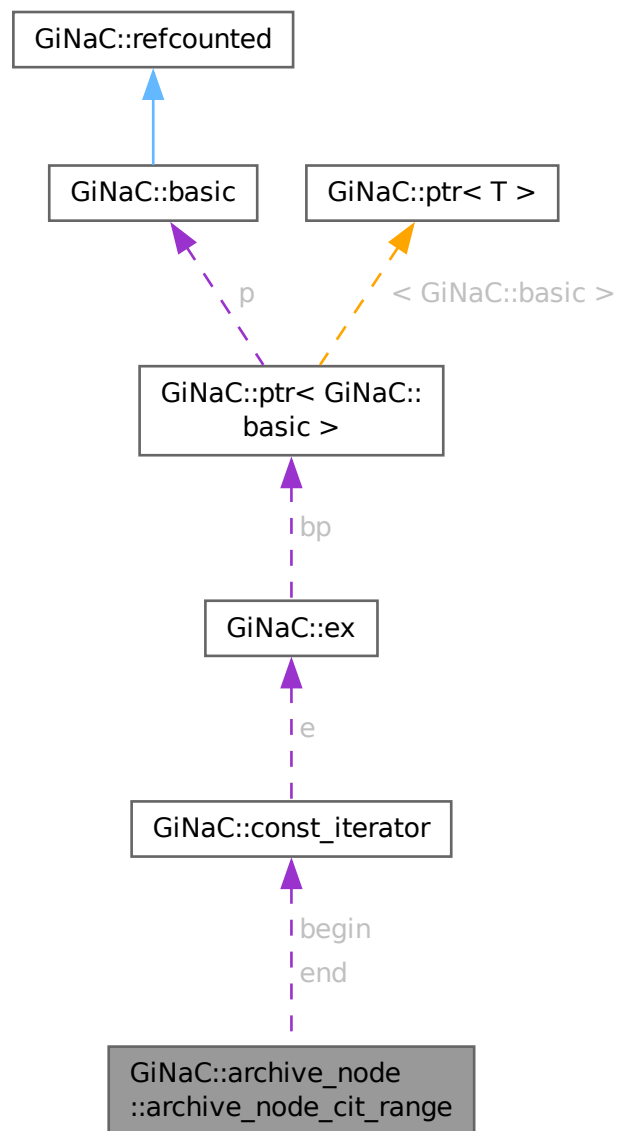 GiNaC::refcounted
GiNaC::basic
GiNaC::ptr< T >
p
< GiNaC::basic >
GiNaC::ptr< GiNaC::
basic >
bp
GiNaC::ex
e
GiNaC::const_iterator
begin
end
GiNaC::archive_node
::archive_node_cit_range